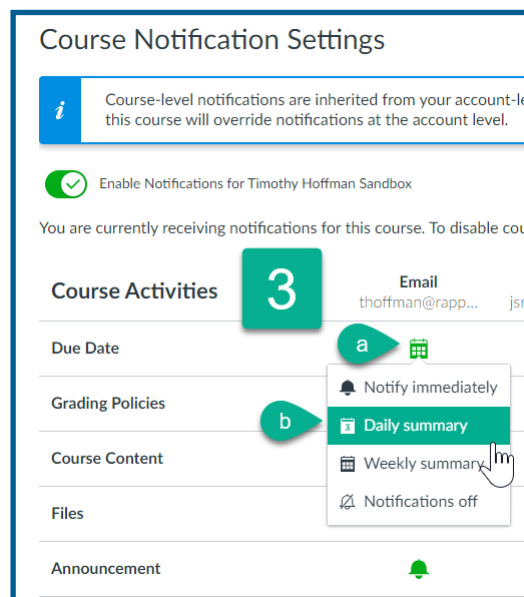 Course Notification Settings
i
Course-level notifications are inherited from your account-le
this course will override notifications at the account level.
Enable Notifications for Timothy Hoffman Sandbox
You are currently receiving notifications for this course. To disable cou
Course Activities
3
Email
thoffman@rapp...
jsr
Due Date
a
Notify immediately
Grading Policies
b
3
Daily summary
Course Content
Weekly summary
Files
Notifications off
Announcement